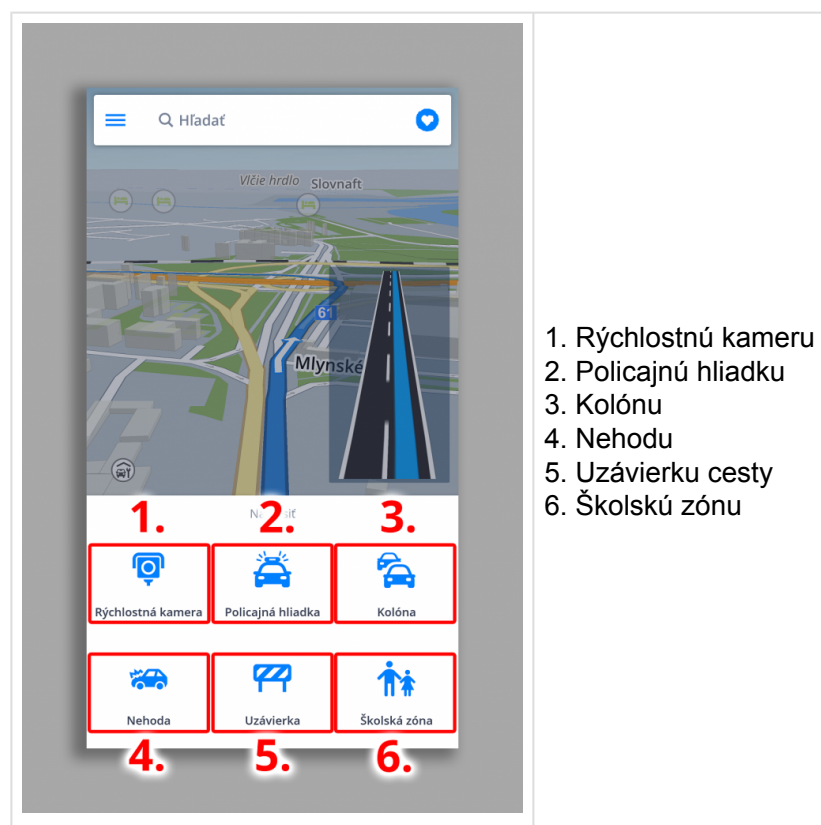 Hľadať
Vlčie hrdlo
Slovnaft
61
Mlynské
1.
2.
3.
Rýchlostná kamera
Policajná hliadka
Kolóna
Nehoda
Uzávierka
Školská zóna
4.
5.
6.
1. Rýchlostnú kameru
2. Policajnú hliadku
3. Kolónu
4. Nehodu
5. Uzávierku cesty
6. Školskú zónu